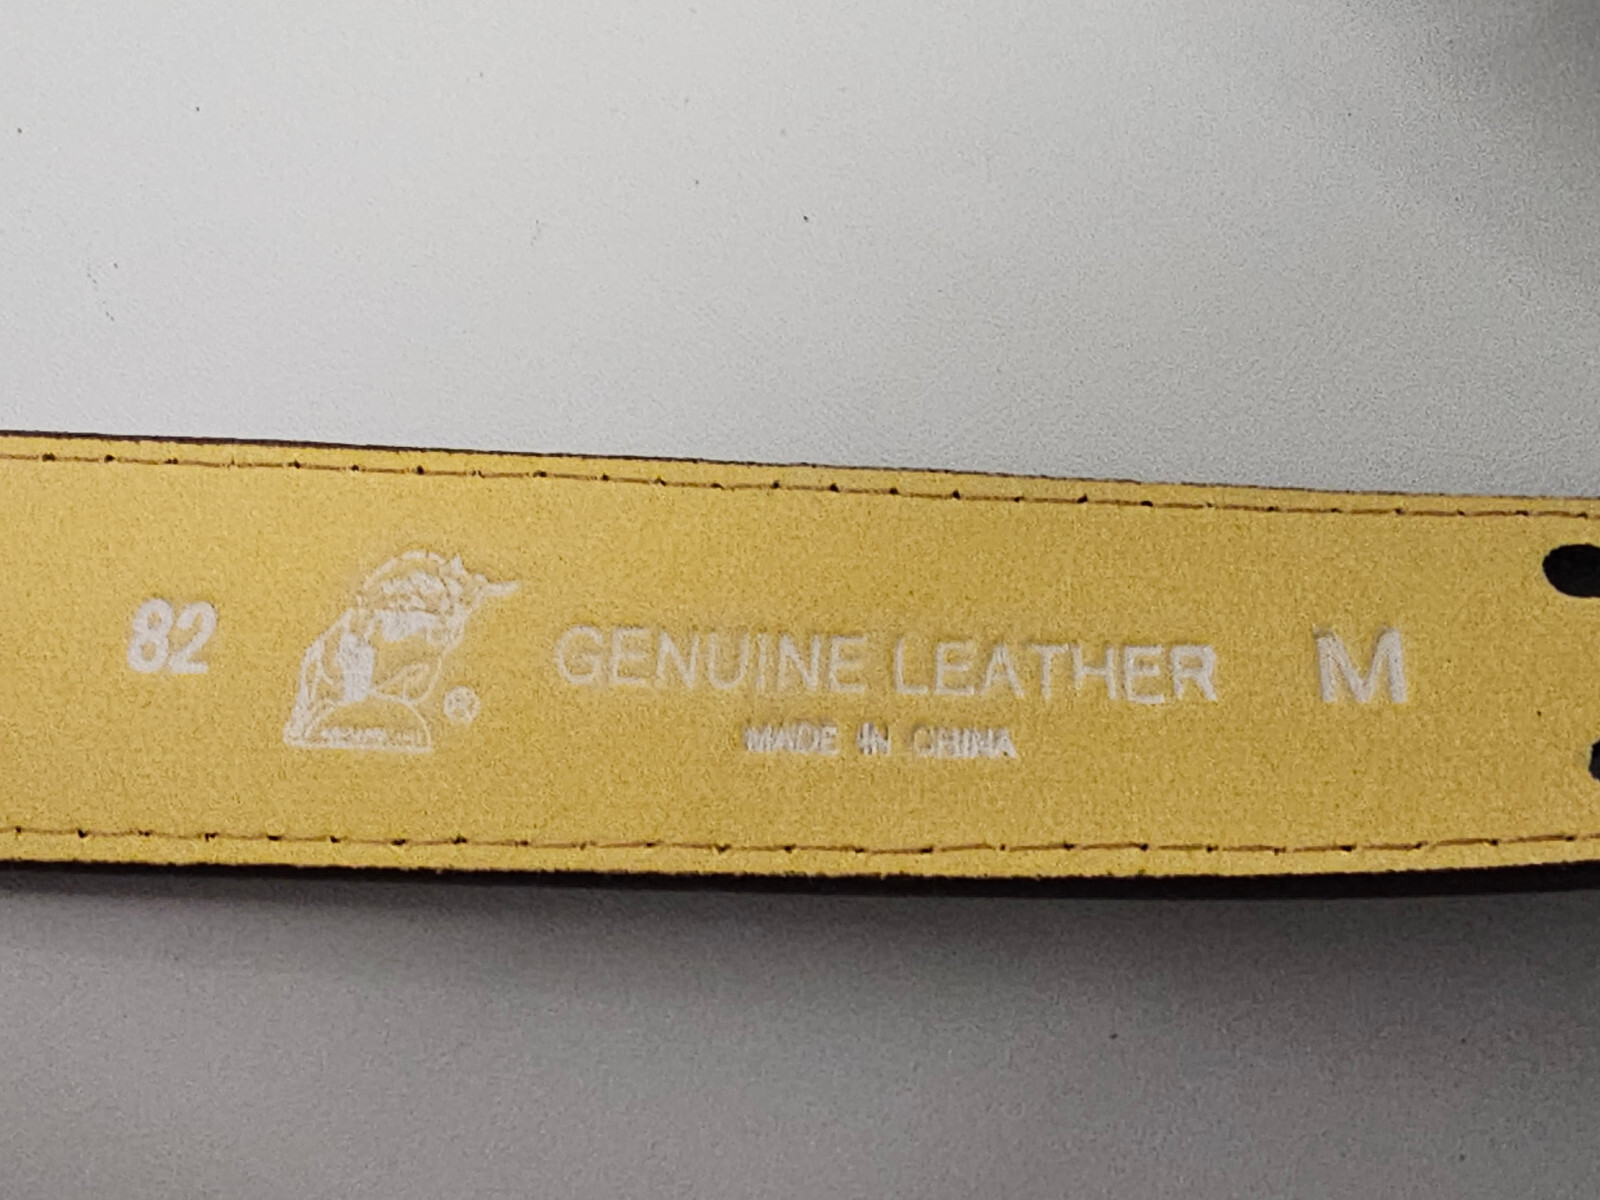 82 ® GENUINE LEATHER M
MADE IN CHINA